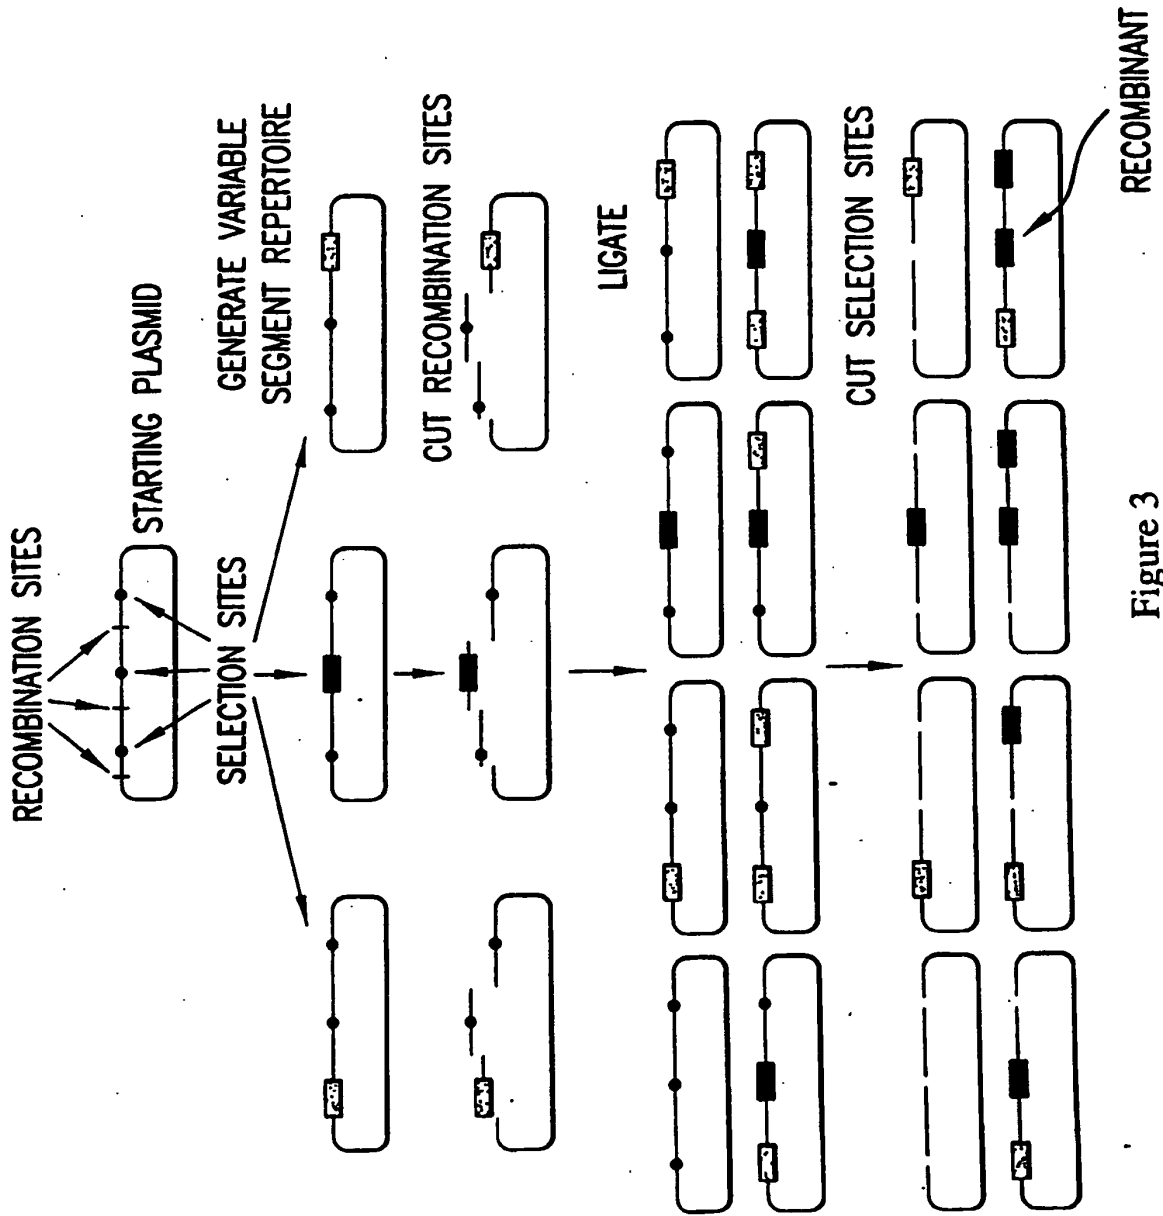 RECOMBINATION SITES
STARTING PLASMID
SELECTION SITES
GENERATE VARIABLE
SEGMENT REPERTOIRE
CUT RECOMBINATION SITES
LIGATE
CUT SELECTION SITES
RECOMBINANT
Figure 3